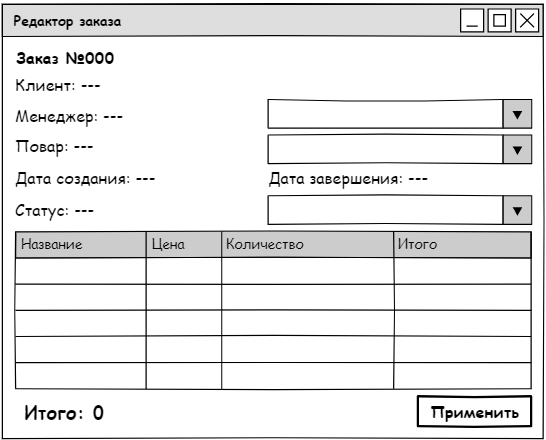 Редактор заказа
Заказ №000
Клиент: ---
Менеджер: ---
Повар: ---
Дата создания: --- Дата завершения: ---
Статус: ---
Название Цена Количество Итого
Итого: 0 Применить